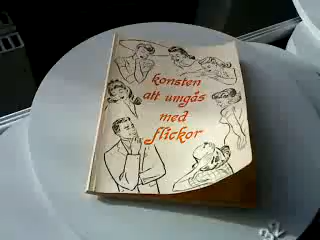 konsten
att umgås
med
flickor